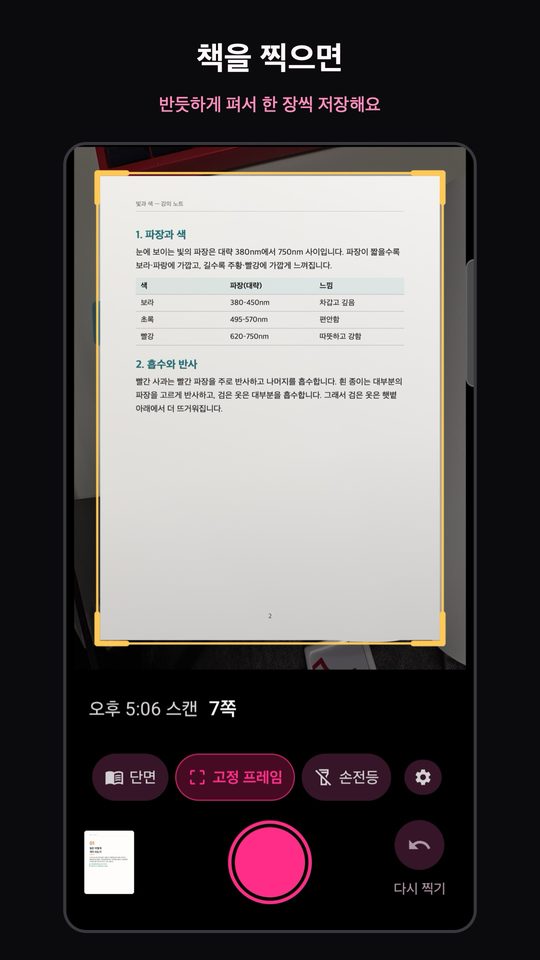 책을 찍으면
반듯하게 펴서 한 장씩 저장해요
빛과 색 — 강의 노트
1. 파장과 색
눈에 보이는 빛의 파장은 대략 380nm에서 750nm 사이입니다. 파장이 짧을수록
보라·파랑에 가깝고, 길수록 주황·빨강에 가깝게 느껴집니다.
색 파장(대략) 느낌
보라 380-450nm 차갑고 깊음
초록 495-570nm 편안함
빨강 620-750nm 따뜻하고 강함
2. 흡수와 반사
빨간 사과는 빨간 파장을 주로 반사하고 나머지를 흡수합니다. 흰 종이는 대부분의
파장을 고르게 반사하고, 검은 옷은 대부분을 흡수합니다. 그래서 검은 옷은 햇볕
아래에서 더 뜨거워집니다.
2
오후 5:06 스캔 7쪽
단면 고정 프레임 손전등
다시 찍기